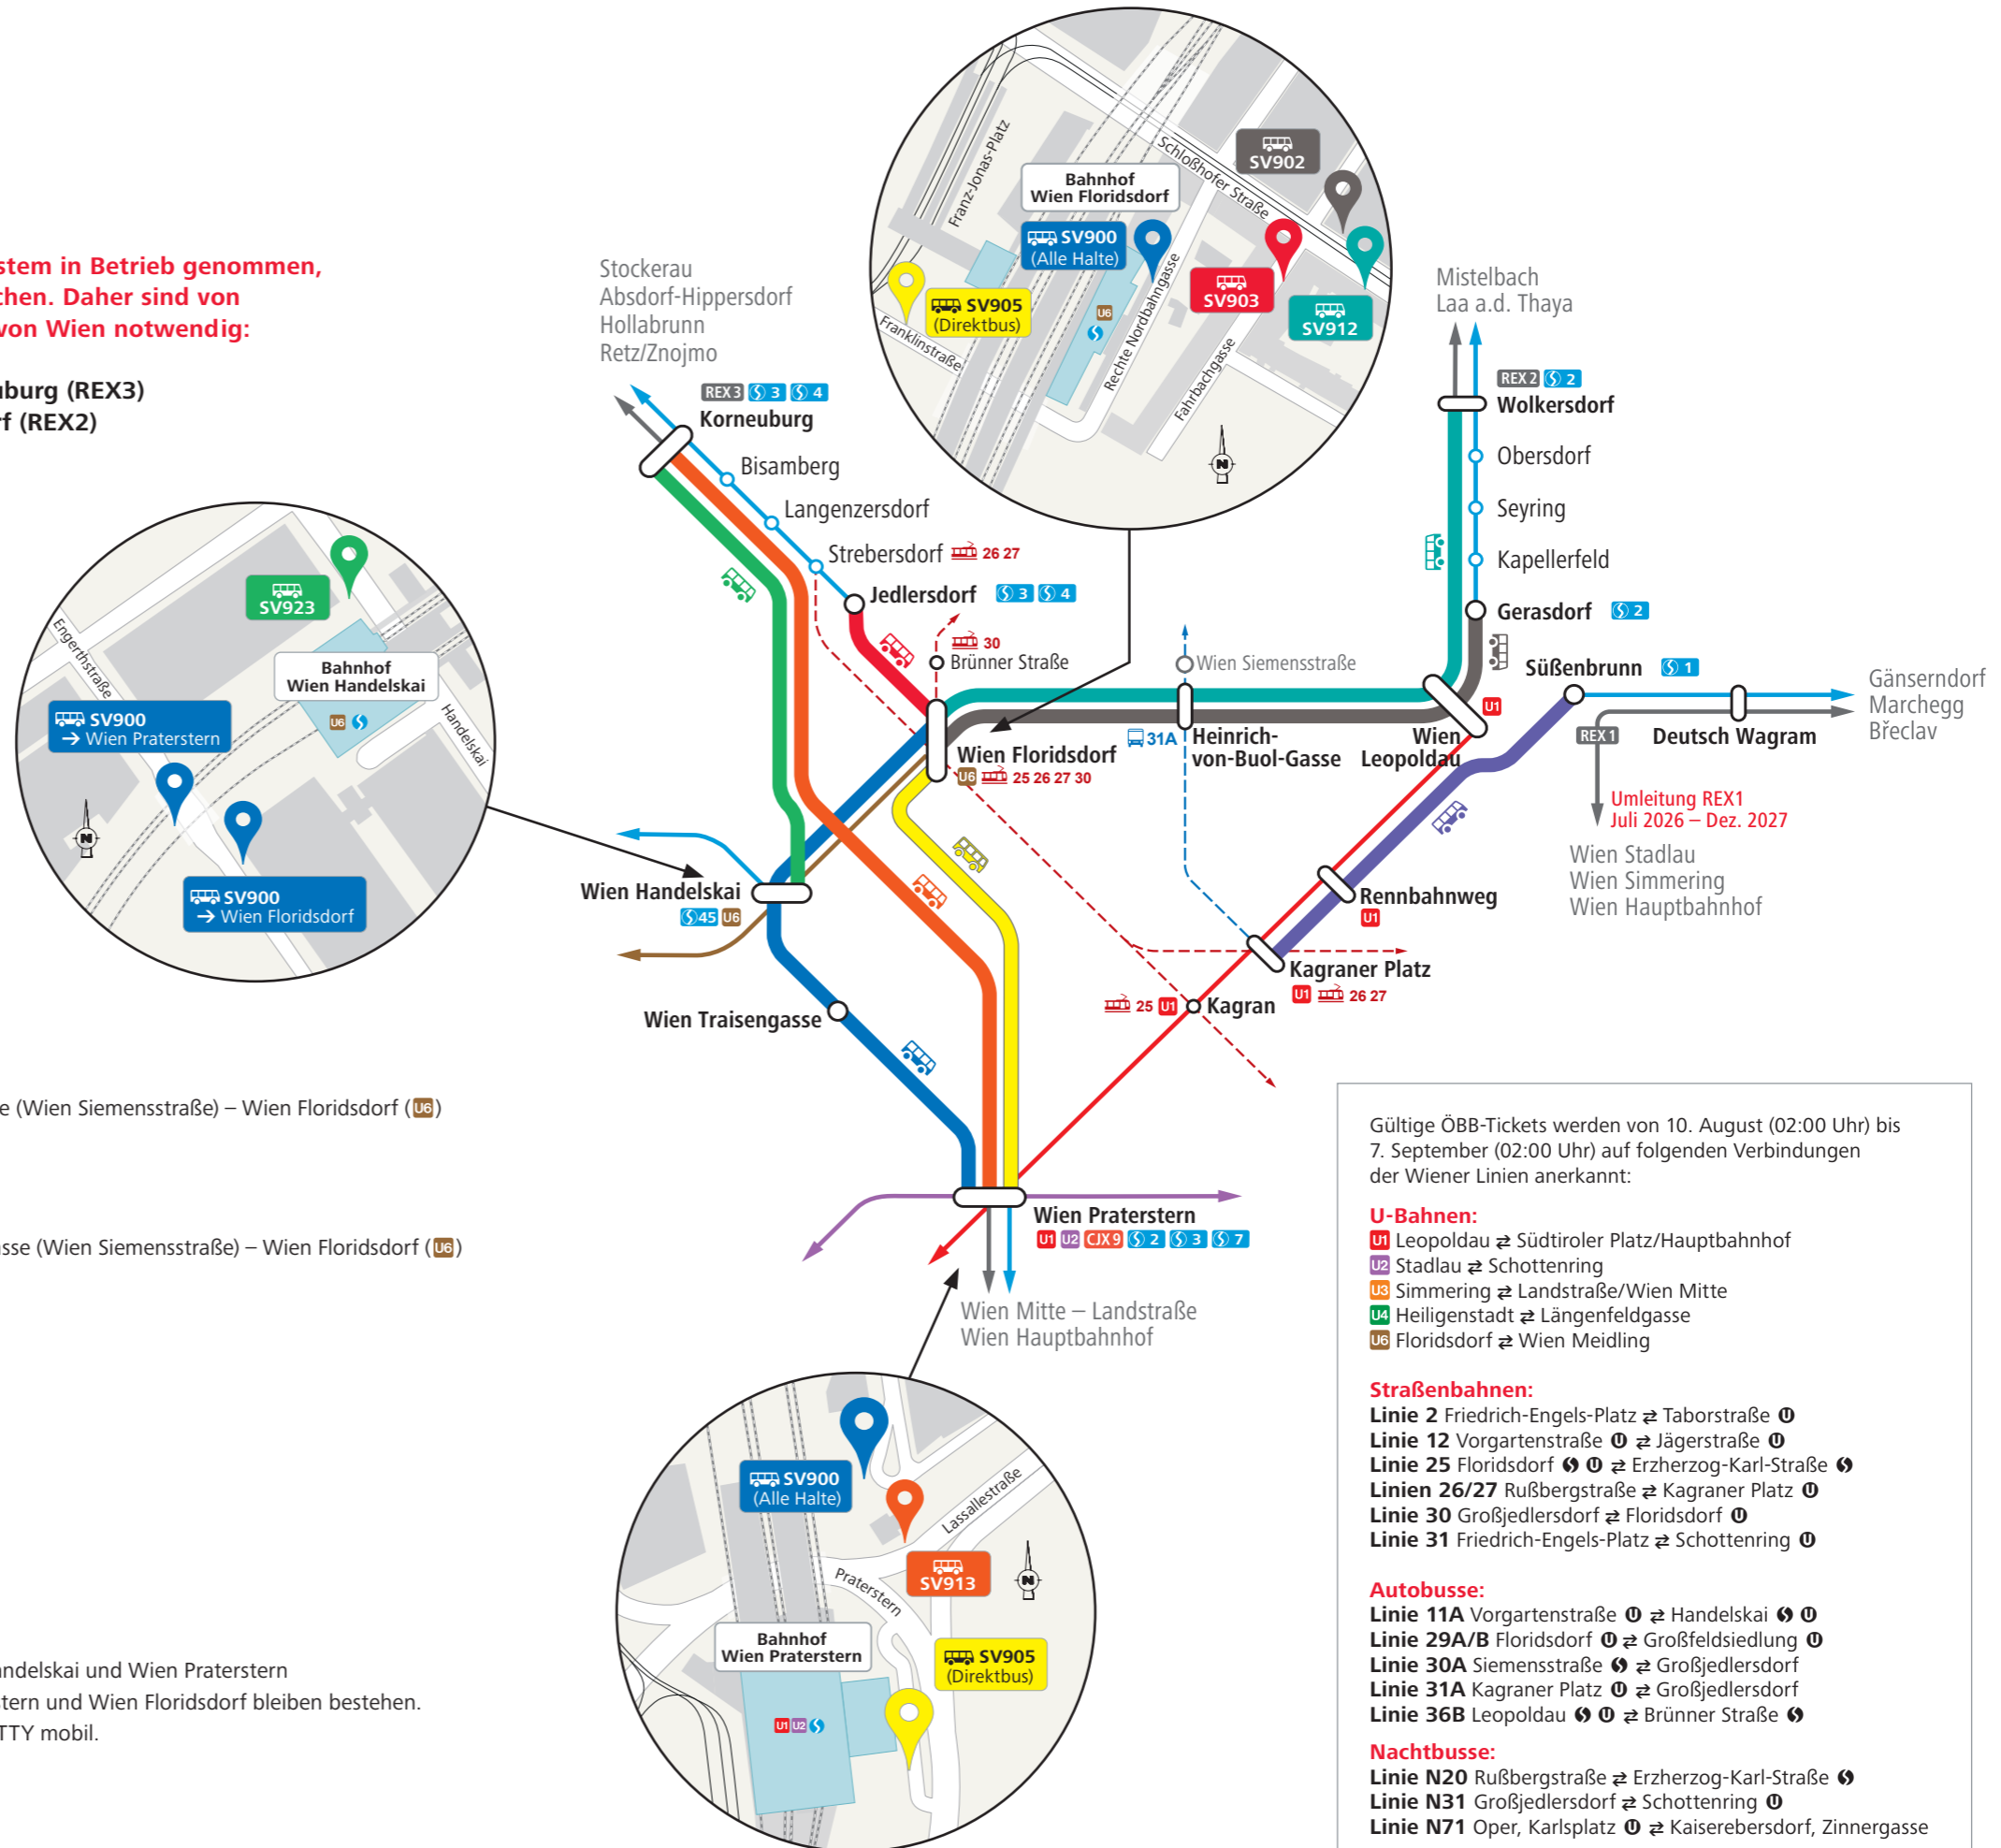 stem in Betrieb genommen,
chen. Daher sind von
von Wien notwendig:
uburg (REX3)
rf (REX2)
Franz-Jonas-Platz
Schloßhofer Straße
SV902
Bahnhof
Wien Floridsdorf
SV900
(Alle Halte)
SV903
SV912
SV905
(Direktbus)
Franklinstraße
U6
Rechte Nordbahngasse
Fahrbachgasse
N
Stockerau
Absdorf-Hippersdorf
Hollabrunn
Retz/Znojmo
REX 3 S 3 S 4
Korneuburg
Bisamberg
Langenzersdorf
Strebersdorf 26 27
Jedlersdorf S 3 S 4
30
Brünner Straße
Wien Floridsdorf
U6 25 26 27 30
Wien Siemensstraße
31A Heinrich-
von-Buol-Gasse
Wien
Leopoldau
U1
Mistelbach
Laa a.d. Thaya
REX 2 S 2
Wolkersdorf
Obersdorf
Seyring
Kapellerfeld
Gerasdorf S 2
Süßenbrunn S 1
Gänserndorf
Marchegg
Břeclav
REX 1
Deutsch Wagram
Umleitung REX1
Juli 2026 – Dez. 2027
Wien Stadlau
Wien Simmering
Wien Hauptbahnhof
Rennbahnweg
U1
Kagraner Platz
U1 26 27
25 U1 Kagran
SV923
Engerthstraße
Bahnhof
Wien Handelskai
U6
Handelskai
SV900
→ Wien Praterstern
N
SV900
→ Wien Floridsdorf
Wien Handelskai
S 45 U6
Wien Traisengasse
Wien Praterstern
U1 U2 CJX 9 S 2 S 3 S 7
Wien Mitte – Landstraße
Wien Hauptbahnhof
SV900
(Alle Halte)
Lassallestraße
SV913
N
Praterstern
Bahnhof
Wien Praterstern
SV905
(Direktbus)
U1 U2
e (Wien Siemensstraße) – Wien Floridsdorf (U6)
asse (Wien Siemensstraße) – Wien Floridsdorf (U6)
andelskai und Wien Praterstern
stern und Wien Floridsdorf bleiben bestehen.
TTY mobil.
Gültige ÖBB-Tickets werden von 10. August (02:00 Uhr) bis
7. September (02:00 Uhr) auf folgenden Verbindungen
der Wiener Linien anerkannt:
U-Bahnen:
U1 Leopoldau ⇄ Südtiroler Platz/Hauptbahnhof
U2 Stadlau ⇄ Schottenring
U3 Simmering ⇄ Landstraße/Wien Mitte
U4 Heiligenstadt ⇄ Längenfeldgasse
U6 Floridsdorf ⇄ Wien Meidling
Straßenbahnen:
Linie 2 Friedrich-Engels-Platz ⇄ Taborstraße U
Linie 12 Vorgartenstraße U ⇄ Jägerstraße U
Linie 25 Floridsdorf S U ⇄ Erzherzog-Karl-Straße S
Linien 26/27 Rußbergstraße ⇄ Kagraner Platz U
Linie 30 Großjedlersdorf ⇄ Floridsdorf U
Linie 31 Friedrich-Engels-Platz ⇄ Schottenring U
Autobusse:
Linie 11A Vorgartenstraße U ⇄ Handelskai S U
Linie 29A/B Floridsdorf U ⇄ Großfeldsiedlung U
Linie 30A Siemensstraße S ⇄ Großjedlersdorf
Linie 31A Kagraner Platz U ⇄ Großjedlersdorf
Linie 36B Leopoldau S U ⇄ Brünner Straße S
Nachtbusse:
Linie N20 Rußbergstraße ⇄ Erzherzog-Karl-Straße S
Linie N31 Großjedlersdorf ⇄ Schottenring U
Linie N71 Oper, Karlsplatz U ⇄ Kaiserebersdorf, Zinnergasse